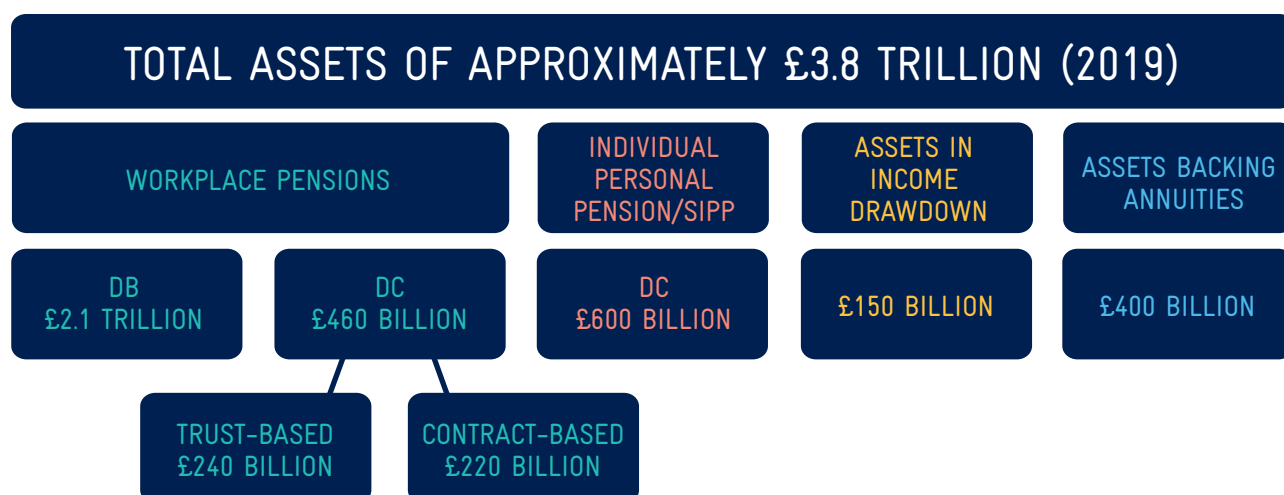 TOTAL ASSETS OF APPROXIMATELY £3.8 TRILLION (2019)
WORKPLACE PENSIONS
INDIVIDUAL
PERSONAL
PENSION/SIPP
ASSETS IN
INCOME
DRAWDOWN
ASSETS BACKING
ANNUITIES
DB
£2.1 TRILLION
DC
£460 BILLION
DC
£600 BILLION
£150 BILLION
£400 BILLION
TRUST-BASED
£240 BILLION
CONTRACT-BASED
£220 BILLION